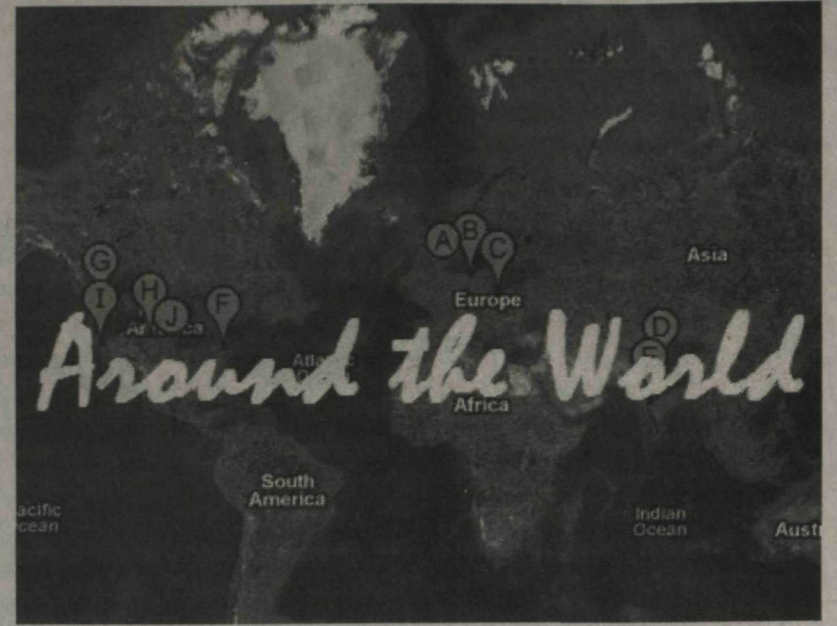 A B C
G
Asia
I H J F
Europe
D
Around the World
Africa
South
America
Indian
Ocean